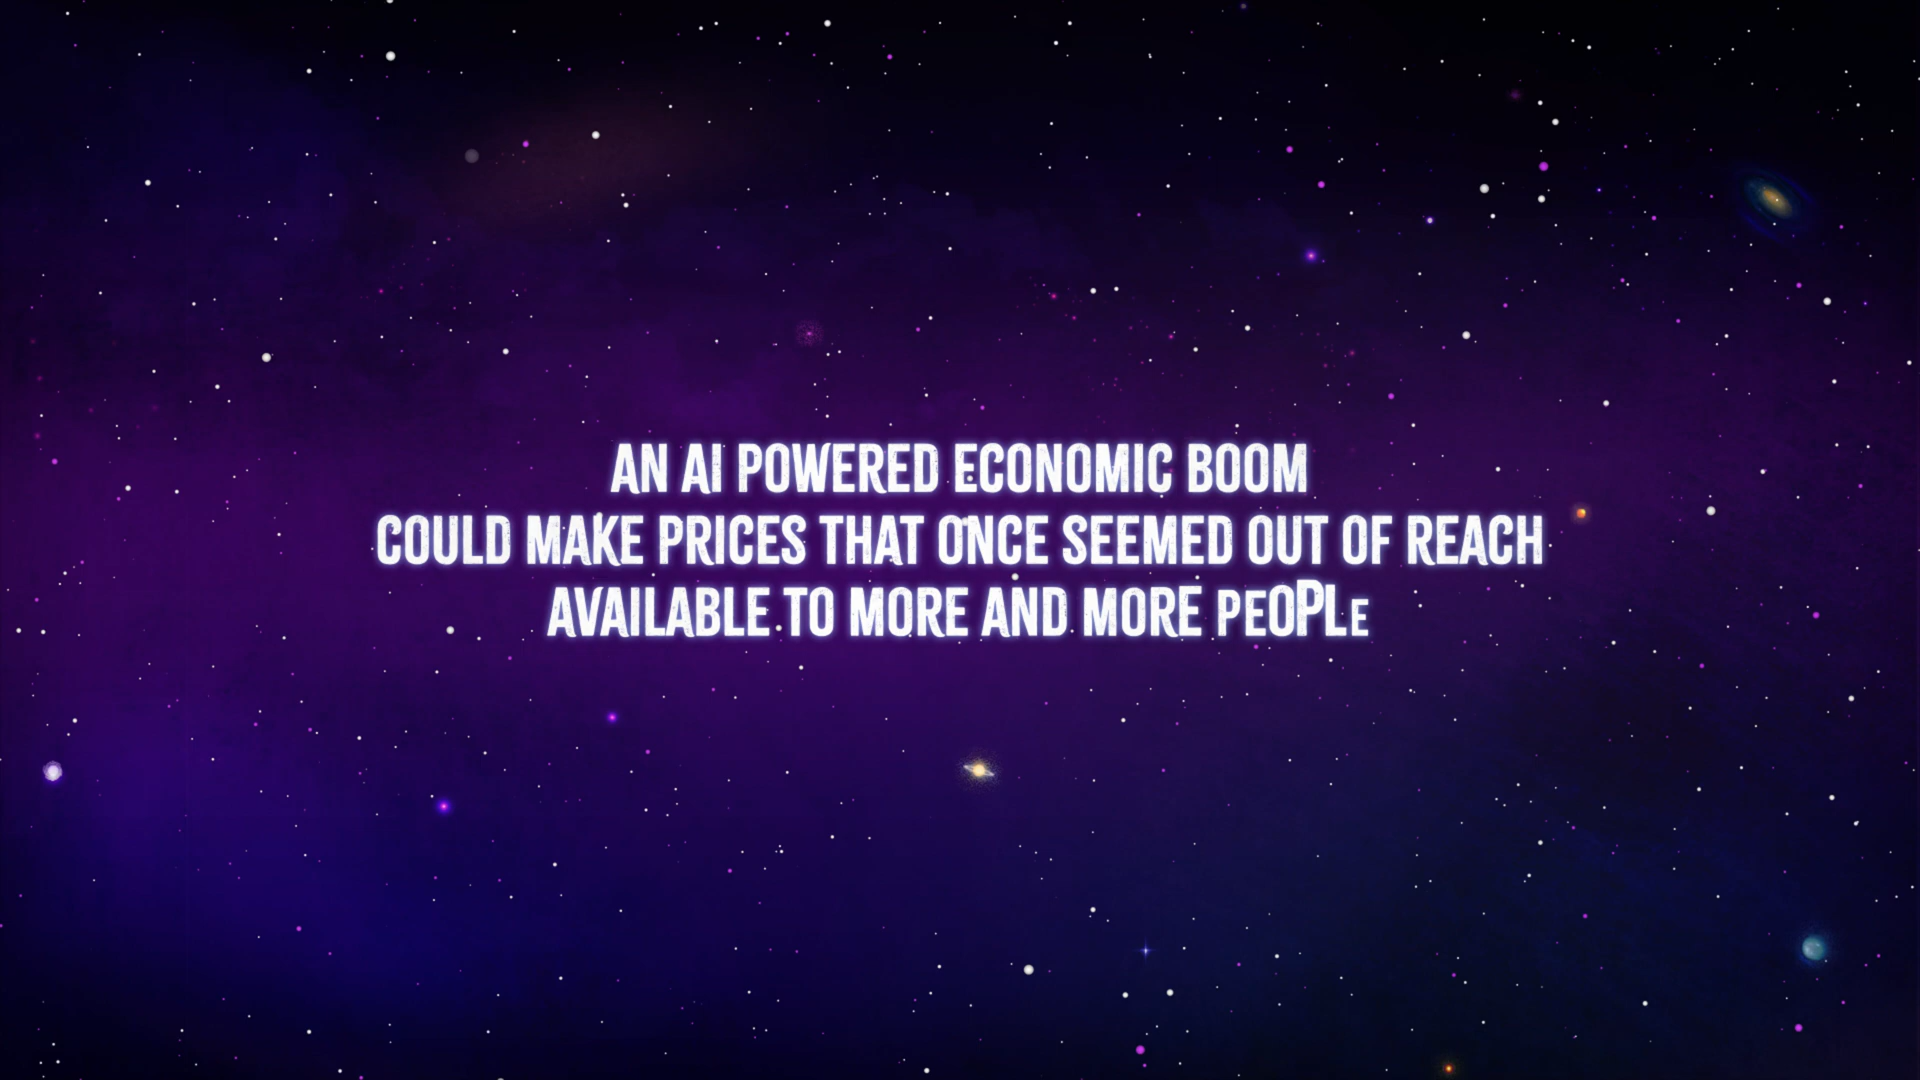 AN AI POWERED ECONOMIC BOOM
COULD MAKE PRICES THAT ONCE SEEMED OUT OF REACH
AVAILABLE TO MORE AND MORE PEOPLE